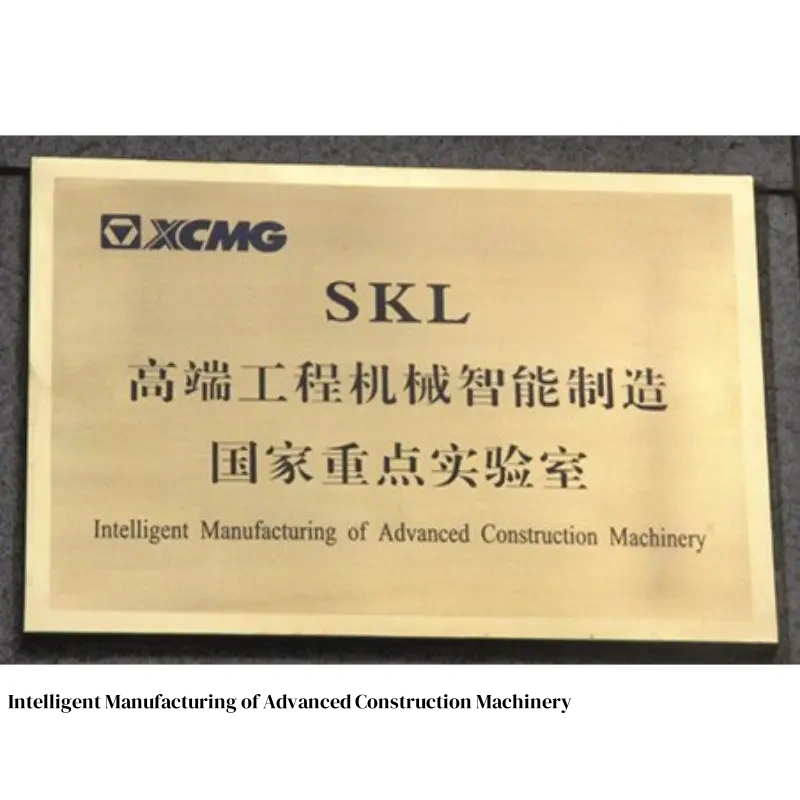 XCMG
SKL
高端工程机械智能制造
国家重点实验室
Intelligent Manufacturing of Advanced Construction Machinery
Intelligent Manufacturing of Advanced Construction Machinery